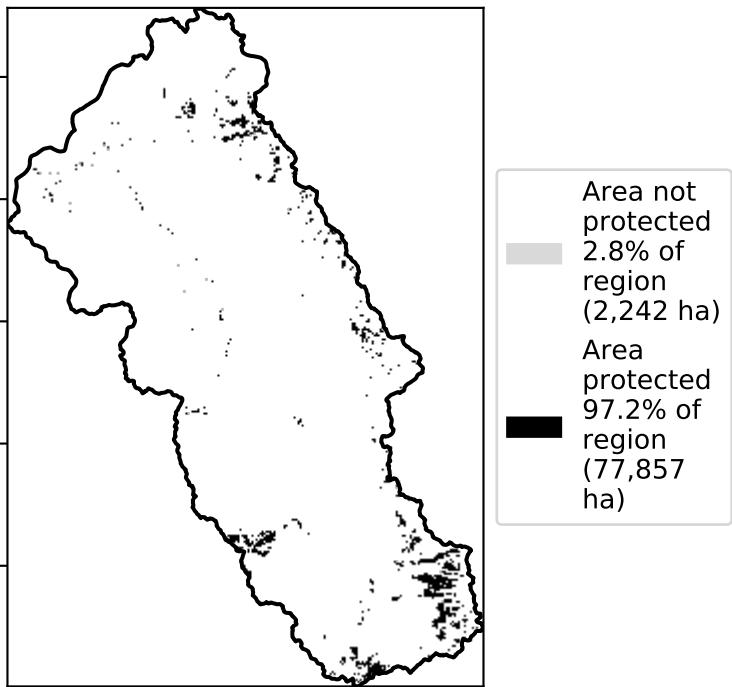 Area not
protected
2.8% of
region
(2,242 ha)
Area
protected
97.2% of
region
(77,857
ha)